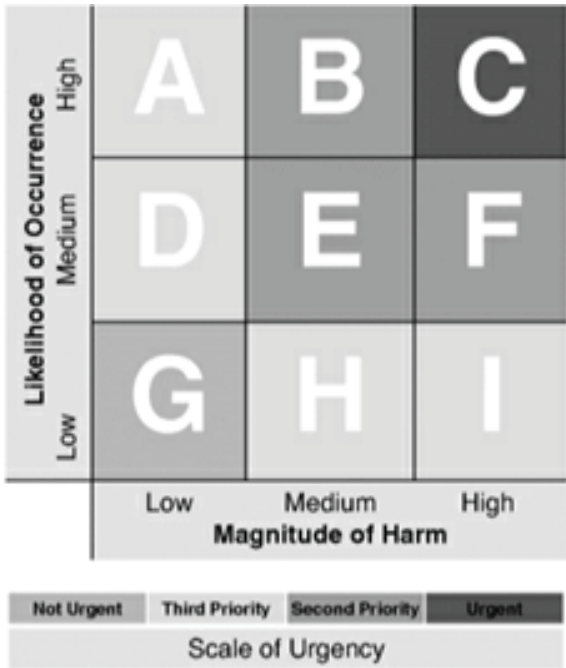 Likelihood of Occurrence
High
A B C
Medium
D E F
Low
G H I
Low Medium High
Magnitude of Harm
Not Urgent Third Priority Second Priority Urgent
Scale of Urgency